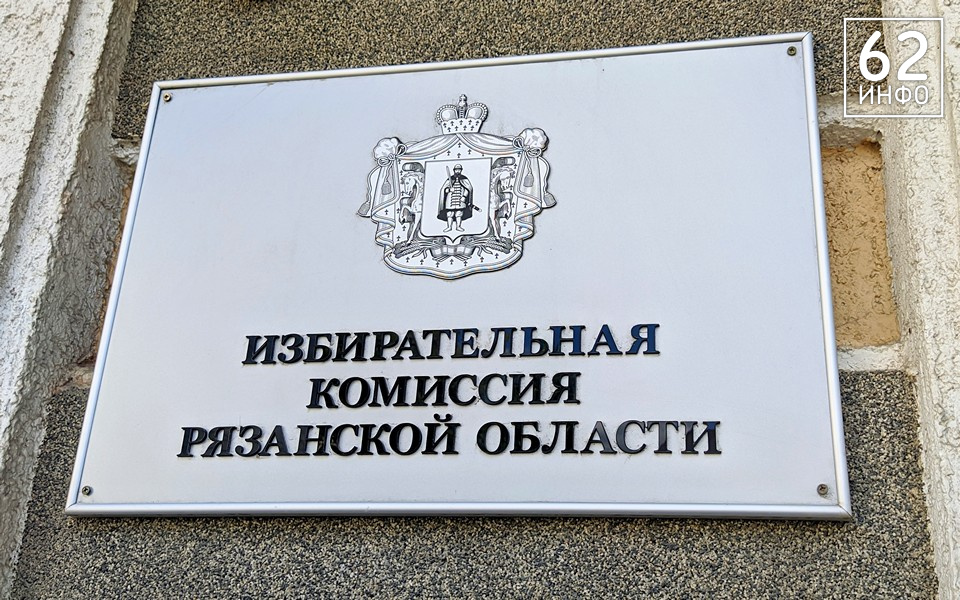 62
ИНФО
ИЗБИРАТЕЛЬНАЯ
КОМИССИЯ
РЯЗАНСКОЙ ОБЛАСТИ